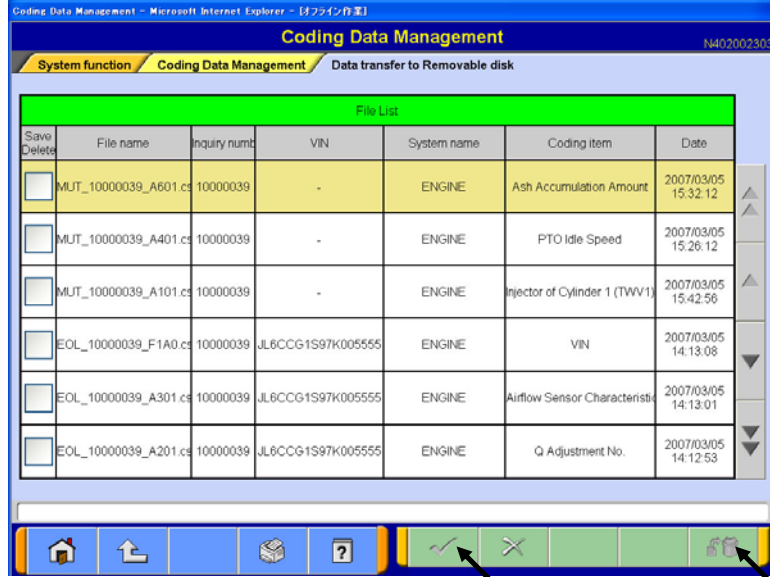 Coding Data Management - Microsoft Internet Explorer - [オフライン作業]
Coding Data Management
N402002303
System function Coding Data Management Data transfer to Removable disk
File List
Save Delete File name Inquiry numb VIN System name Coding item Date
MUT_10000039_A601.cs 10000039 - ENGINE Ash Accumulation Amount 2007/03/05 15:32:12
MUT_10000039_A401.cs 10000039 - ENGINE PTO Idle Speed 2007/03/05 15:26:12
MUT_10000039_A101.cs 10000039 - ENGINE Injector of Cylinder 1 (TWV1) 2007/03/05 15:42:56
EOL_10000039_F1A0.cs 10000039 JL6CCG1S97K005555 ENGINE VIN 2007/03/05 14:13:08
EOL_10000039_A301.cs 10000039 JL6CCG1S97K005555 ENGINE Airflow Sensor Characteristic 2007/03/05 14:13:01
EOL_10000039_A201.cs 10000039 JL6CCG1S97K005555 ENGINE Q Adjustment No. 2007/03/05 14:12:53
?